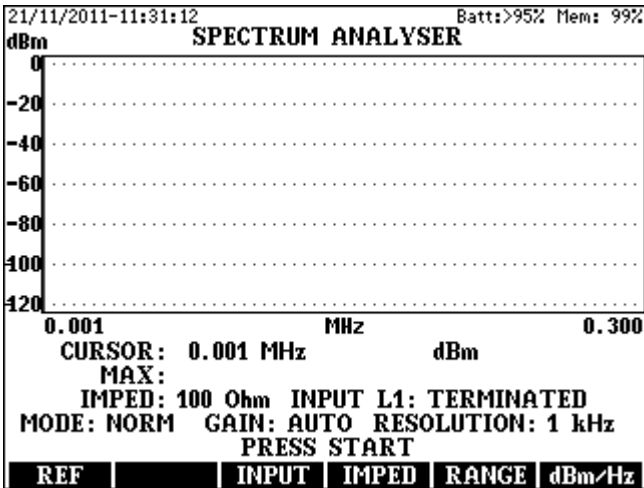 21/11/2011-11:31:12 Batt:>95% Mem: 99%
dBm SPECTRUM ANALYSER
0
-20
-40
-60
-80
-100
-120
0.001 MHz 0.300
CURSOR: 0.001 MHz dBm
MAX:
IMPED: 100 Ohm INPUT L1: TERMINATED
MODE: NORM GAIN: AUTO RESOLUTION: 1 kHz
PRESS START
REF INPUT IMPED RANGE dBm/Hz